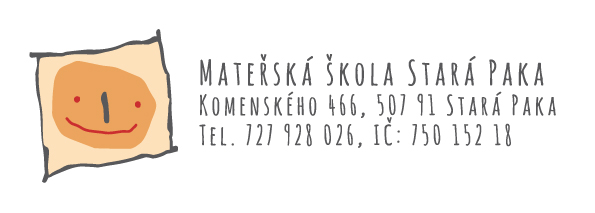 Mateřská škola Stará Paka
Komenského 466, 507 91 Stará Paka
Tel. 727 928 026, IČ: 750 152 18